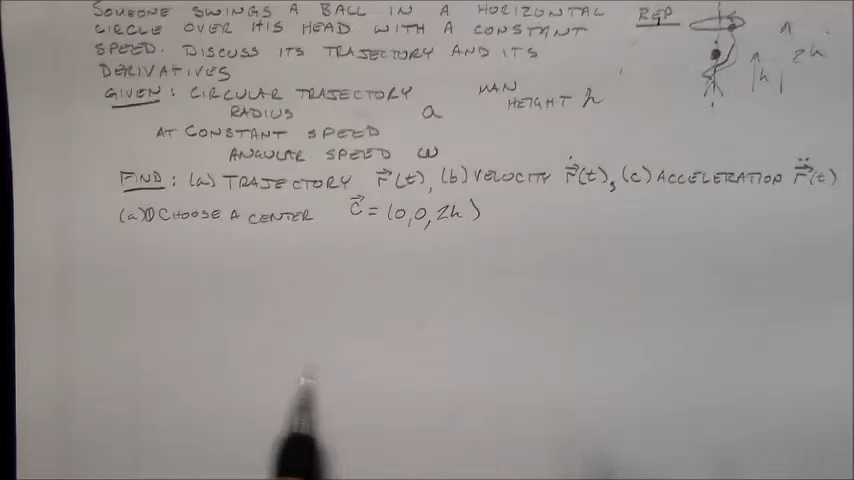 SOMEONE SWINGS A BALL IN A HORIZONTAL
CIRCLE OVER HIS HEAD WITH A CONSTANT
SPEED. DISCUSS ITS TRAJECTORY AND ITS
DERIVATIVES
REP
h
2h
GIVEN: CIRCULAR TRAJECTORY MAN
RADIUS a HEIGHT h
AT CONSTANT SPEED
ANGULAR SPEED ω
FIND: (a) TRAJECTORY r⃗(t), (b) VELOCITY ṙ⃗(t), (c) ACCELERATION r̈⃗(t)
(a) ① CHOOSE A CENTER c⃗ = (0,0,2h)